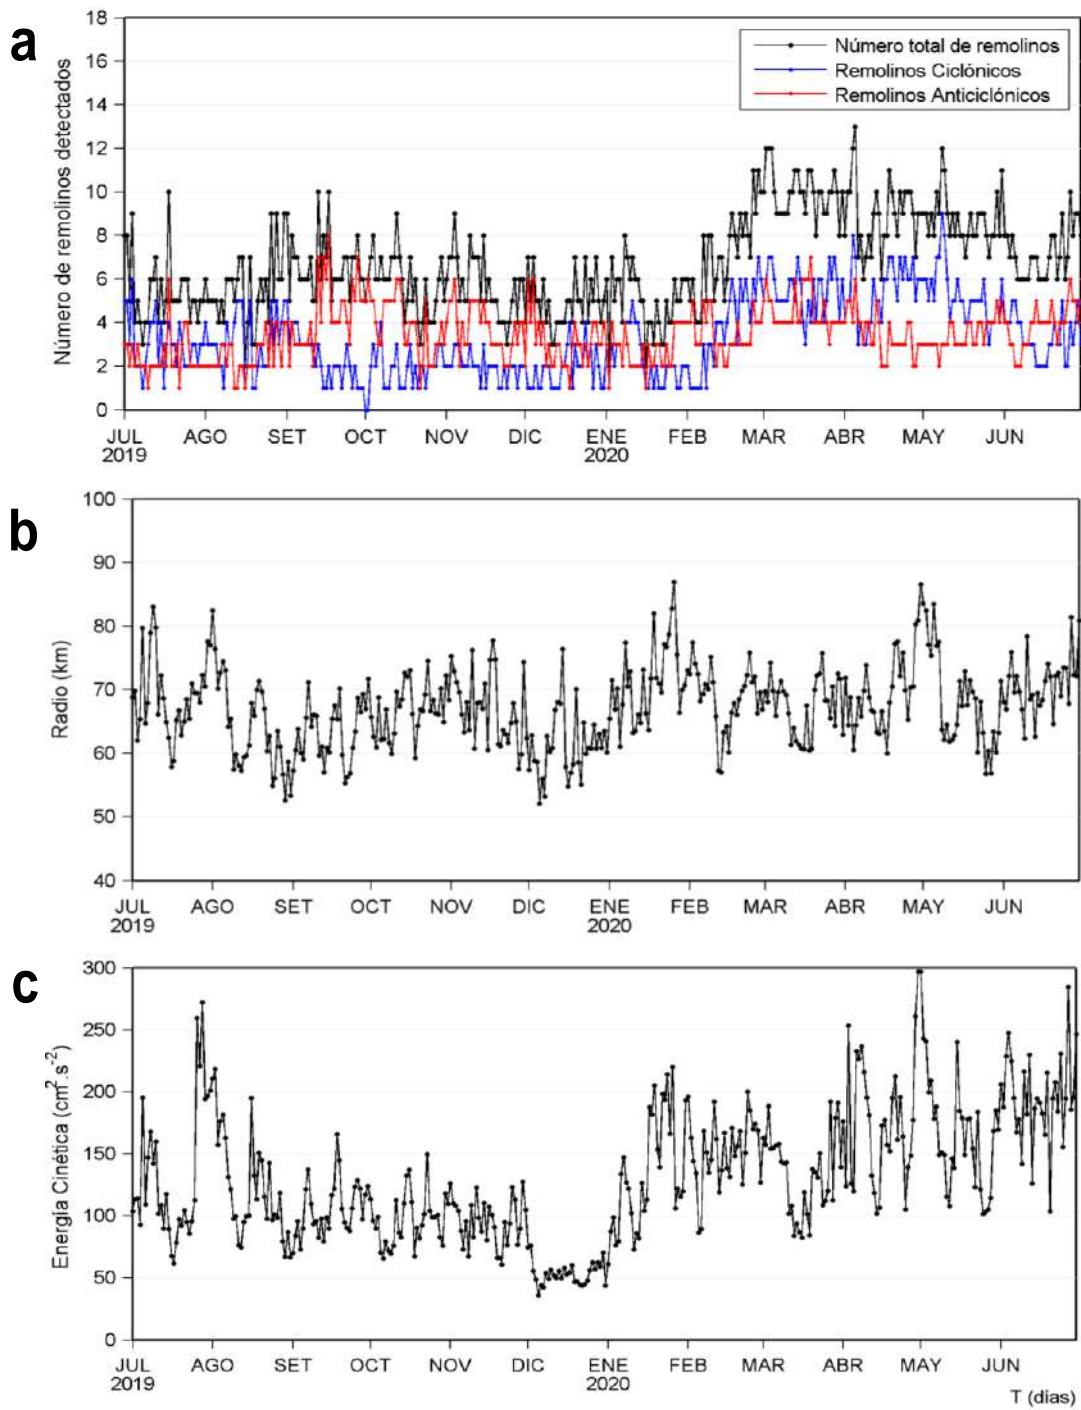 a
18
16
14
12
10
8
6
4
2
0
Número de remolinos detectados
Número total de remolinos
Remolinos Ciclónicos
Remolinos Anticiclónicos
JUL AGO SET OCT NOV DIC ENE FEB MAR ABR MAY JUN
2019 2020
b
100
90
80
70
60
50
40
Radio (km)
JUL AGO SET OCT NOV DIC ENE FEB MAR ABR MAY JUN
2019 2020
c
300
250
200
150
100
50
0
Energía Cinética (cm².s⁻²)
JUL AGO SET OCT NOV DIC ENE FEB MAR ABR MAY JUN
2019 2020
T (días)